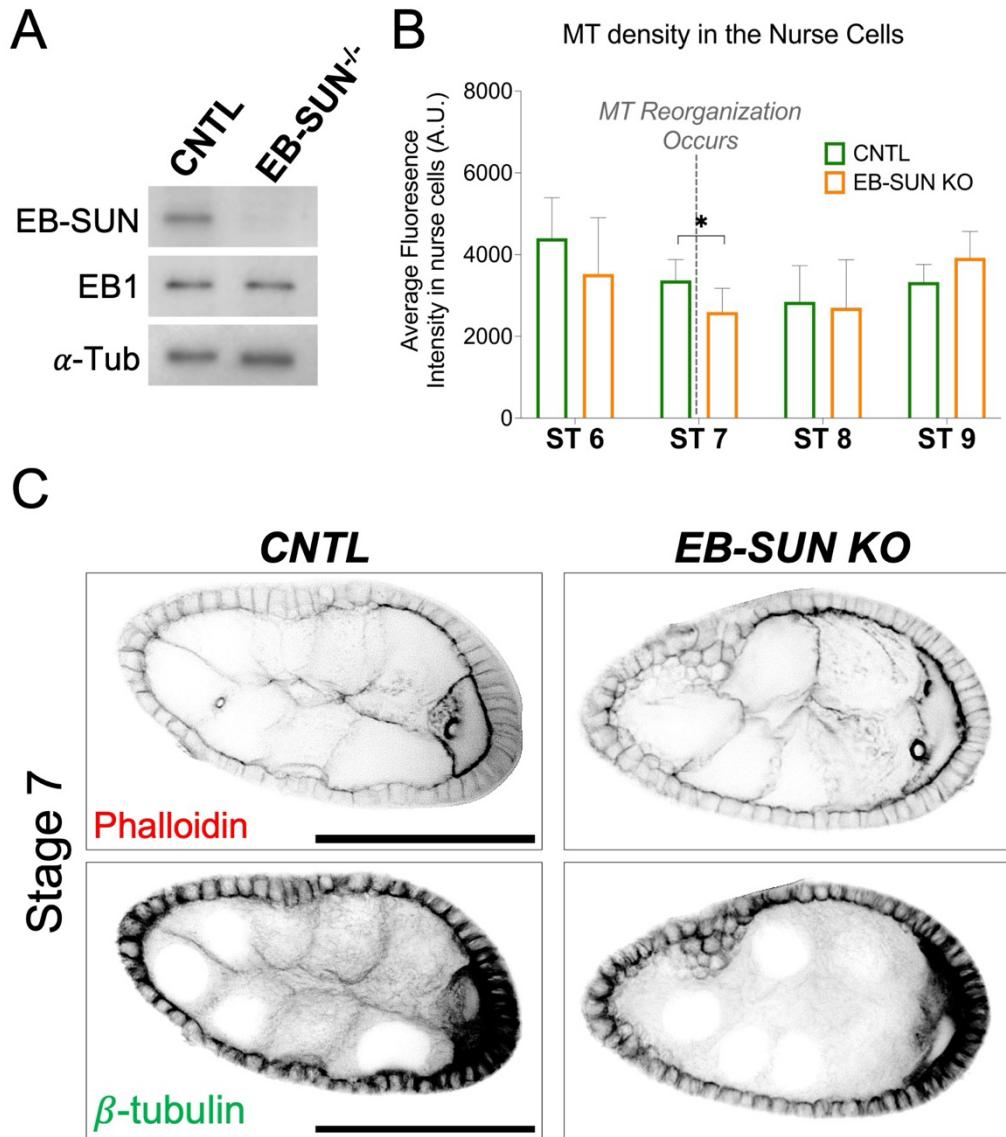 A
CNTL
EB-SUN-/-
EB-SUN
EB1
α-Tub
B
MT density in the Nurse Cells
Average Fluoresence
Intensity in nurse cells (A.U.)
8000
6000
4000
2000
0
MT Reorganization
Occurs
CNTL
EB-SUN KO
*
ST 6
ST 7
ST 8
ST 9
C
CNTL
EB-SUN KO
Stage 7
Phalloidin
β-tubulin